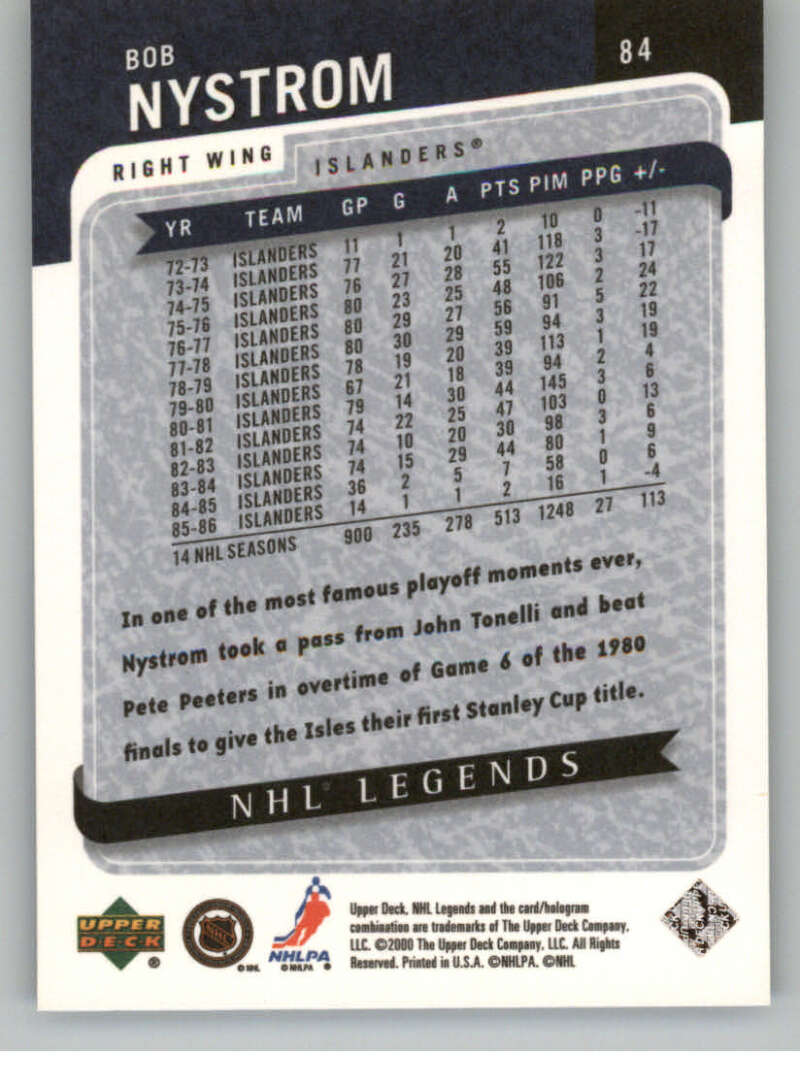 BOB
NYSTROM
84
RIGHT WING
ISLANDERS®
YR TEAM GP G A PTS PIM PPG +/-
72-73 ISLANDERS 11 1 1 2 10 0 -11
73-74 ISLANDERS 77 21 20 41 118 3 -17
74-75 ISLANDERS 76 27 28 55 122 3 17
75-76 ISLANDERS 80 23 25 48 106 2 24
76-77 ISLANDERS 80 29 27 56 91 5 22
77-78 ISLANDERS 80 30 29 59 94 3 19
78-79 ISLANDERS 78 19 20 39 113 1 19
79-80 ISLANDERS 67 21 18 39 94 2 4
80-81 ISLANDERS 79 14 30 44 145 3 6
81-82 ISLANDERS 74 22 25 47 103 0 13
82-83 ISLANDERS 74 10 20 30 98 3 6
83-84 ISLANDERS 74 15 29 44 80 1 9
84-85 ISLANDERS 36 2 5 7 58 0 6
85-86 ISLANDERS 14 1 1 2 16 1 -4
14 NHL SEASONS 900 235 278 513 1248 27 113
In one of the most famous playoff moments ever,
Nystrom took a pass from John Tonelli and beat
Pete Peeters in overtime of Game 6 of the 1980
finals to give the Isles their first Stanley Cup title.
NHL® LEGENDS
UPPER
DECK
®
NHL
© NHL
NHLPA
© NHLPA ®
Upper Deck, NHL Legends and the card/hologram
combination are trademarks of The Upper Deck Company,
LLC. ©2000 The Upper Deck Company, LLC. All Rights
Reserved. Printed in U.S.A. ©NHLPA. ©NHL